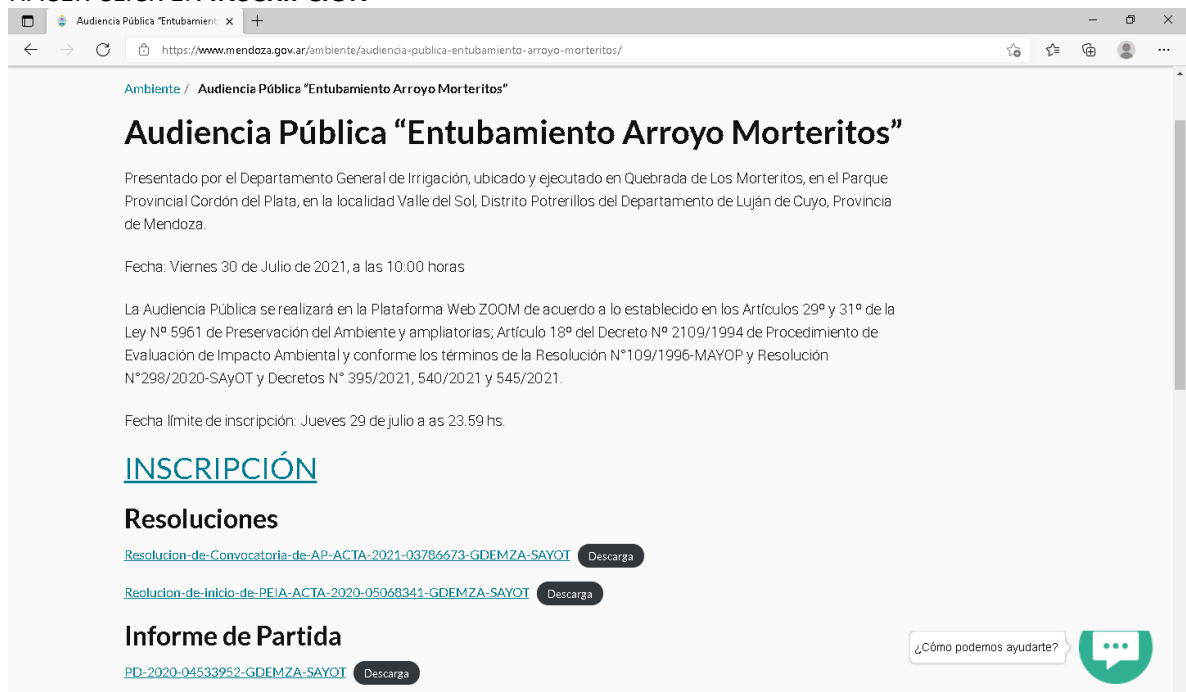 HACER CLICK EN INSCRIPCIÓN
Audiencia Pública "Entubamient
https://www.mendoza.gov.ar/ambiente/audiencia-publica-entubamiento-arroyo-morteritos/
Ambiente / Audiencia Pública "Entubamiento Arroyo Morteritos"
Audiencia Pública “Entubamiento Arroyo Morteritos”
Presentado por el Departamento General de Irrigación, ubicado y ejecutado en Quebrada de Los Morteritos, en el Parque
Provincial Cordón del Plata, en la localidad Valle del Sol, Distrito Potrerillos del Departamento de Luján de Cuyo, Provincia
de Mendoza.
Fecha: Viernes 30 de Julio de 2021, a las 10:00 horas
La Audiencia Pública se realizará en la Plataforma Web ZOOM de acuerdo a lo establecido en los Artículos 29º y 31º de la
Ley Nº 5961 de Preservación del Ambiente y ampliatorias; Artículo 18º del Decreto Nº 2109/1994 de Procedimiento de
Evaluación de Impacto Ambiental y conforme los términos de la Resolución N°109/1996-MAYOP y Resolución
N°298/2020-SAyOT y Decretos N° 395/2021, 540/2021 y 545/2021.
Fecha límite de inscripción: Jueves 29 de julio a as 23.59 hs.
INSCRIPCIÓN
Resoluciones
Resolucion-de-Convocatoria-de-AP-ACTA-2021-03786673-GDEMZA-SAYOT Descarga
Reolucion-de-inicio-de-PEIA-ACTA-2020-05068341-GDEMZA-SAYOT Descarga
Informe de Partida
¿Cómo podemos ayudarte?
PD-2020-04533952-GDEMZA-SAYOT Descarga